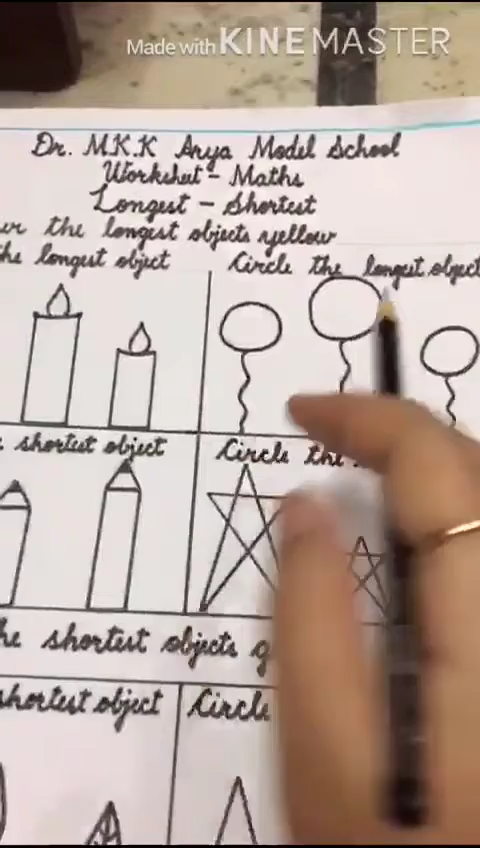 Made with KINEMASTER
Dr. M.K.K Arya Model School
Worksheet - Maths
Longest - Shortest
the longest objects yellow
the longest object
Circle the longest object
shortest object
Circle the
the shortest objects
shortest object
Circle